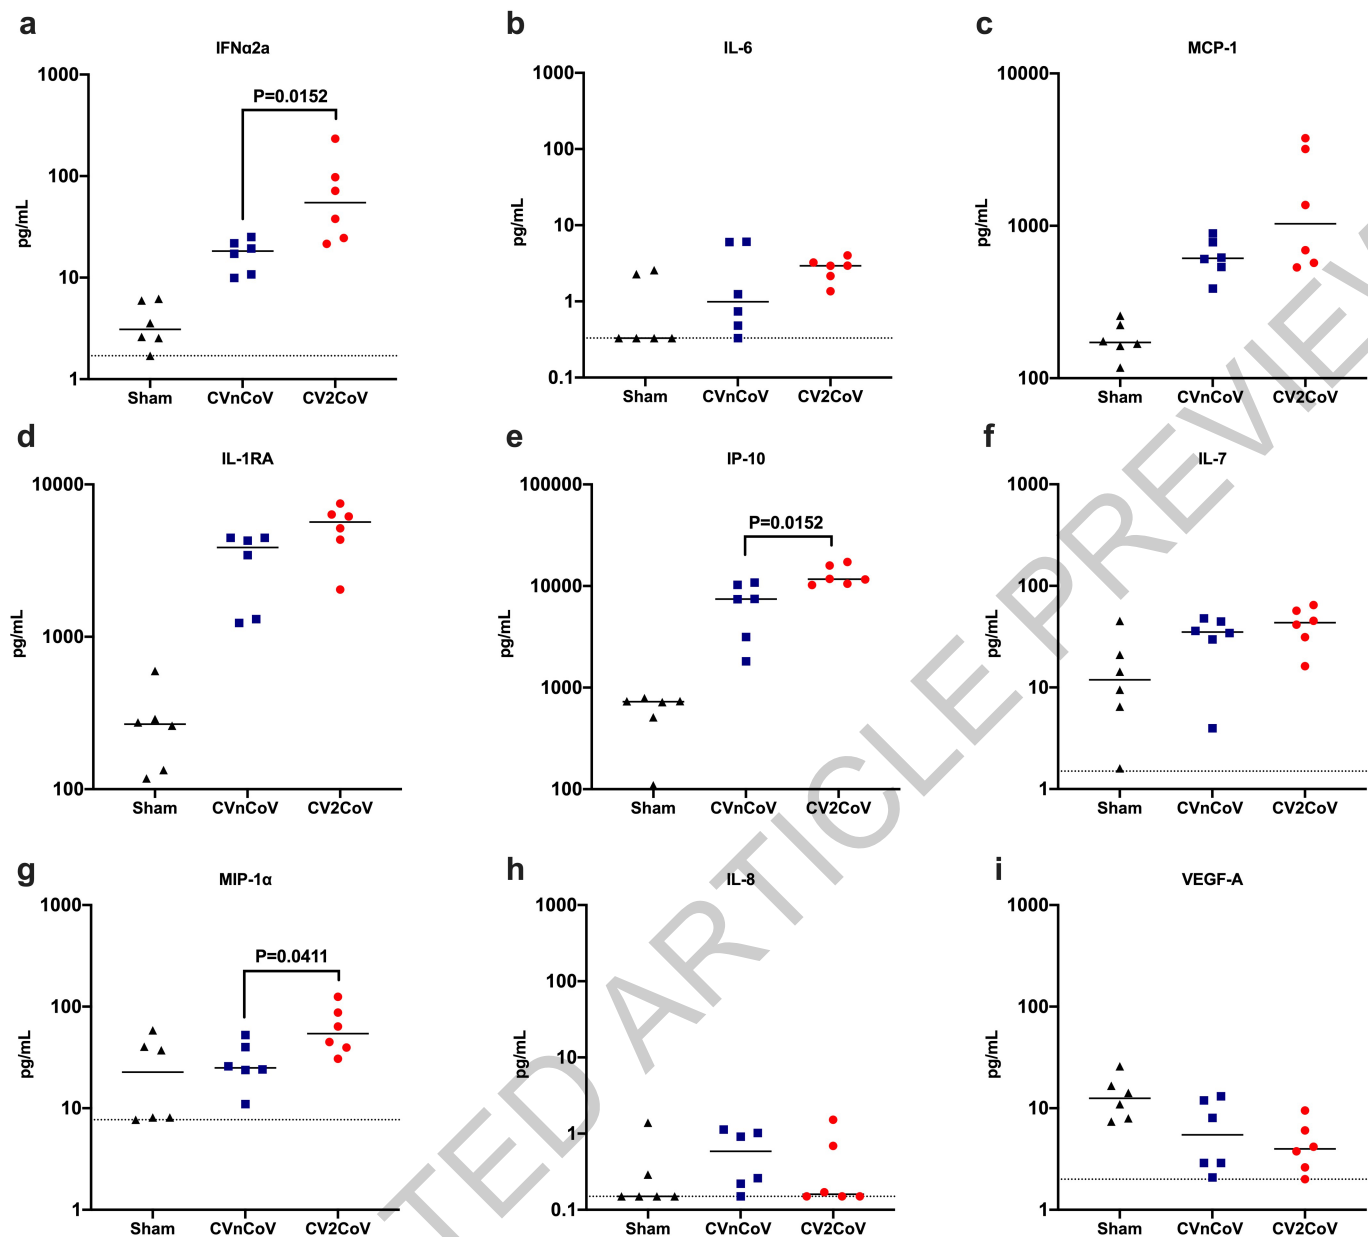 a
IFNα2a
1000
100
10
1
pg/mL
P=0.0152
Sham CVnCoV CV2CoV
b
IL-6
1000
100
10
1
0.1
pg/mL
Sham CVnCoV CV2CoV
c
MCP-1
10000
1000
100
pg/mL
Sham CVnCoV CV2CoV
d
IL-1RA
10000
1000
100
pg/mL
Sham CVnCoV CV2CoV
e
IP-10
100000
10000
1000
100
pg/mL
P=0.0152
Sham CVnCoV CV2CoV
f
IL-7
1000
100
10
1
pg/mL
Sham CVnCoV CV2CoV
g
MIP-1α
1000
100
10
1
pg/mL
P=0.0411
Sham CVnCoV CV2CoV
h
IL-8
1000
100
10
1
0.1
pg/mL
Sham CVnCoV CV2CoV
i
VEGF-A
1000
100
10
1
pg/mL
Sham CVnCoV CV2CoV
TED ARTICLE PREVIEW